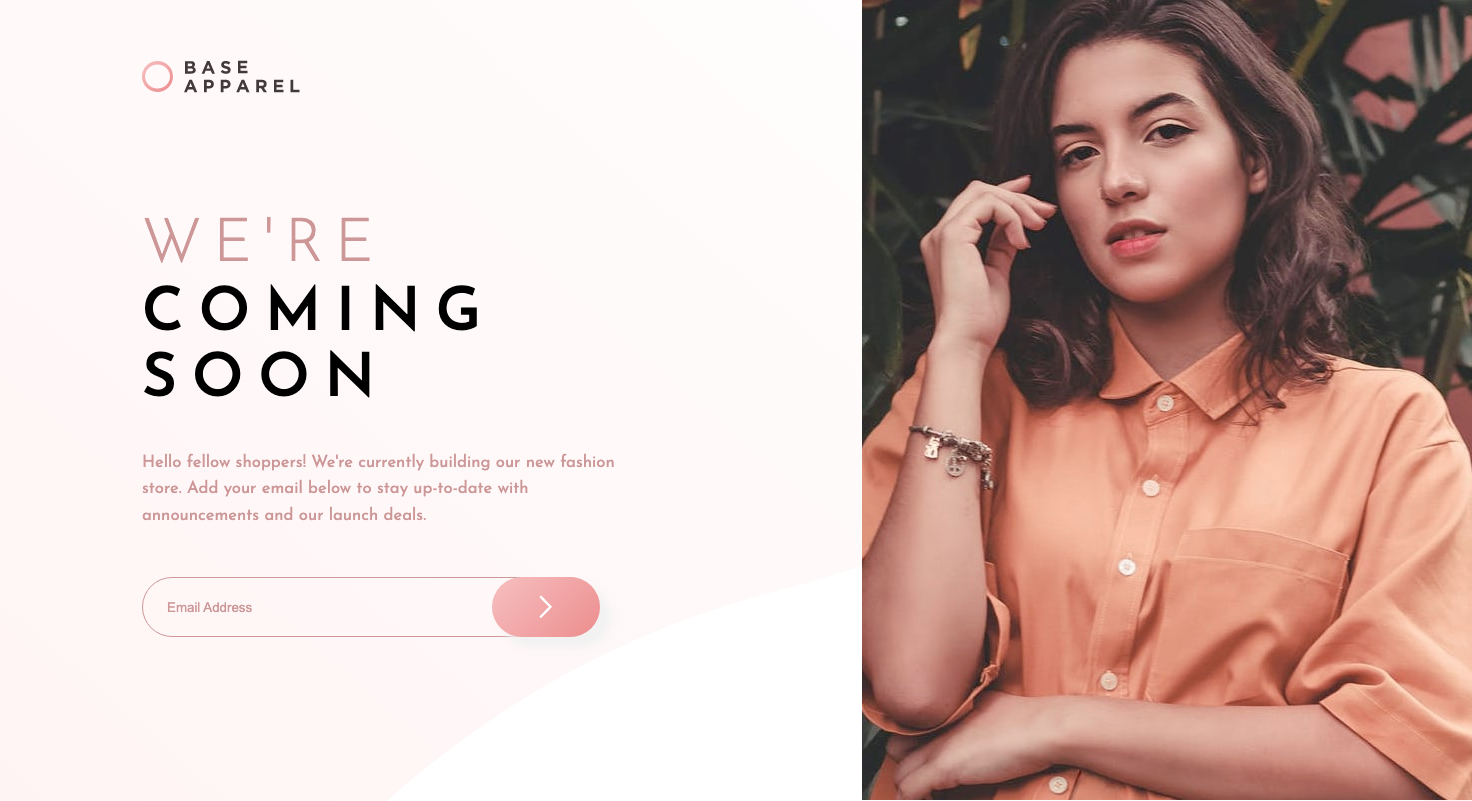 BASE
APPAREL
WE'RE
COMING
SOON
Hello fellow shoppers! We're currently building our new fashion
store. Add your email below to stay up-to-date with
announcements and our launch deals.
Email Address